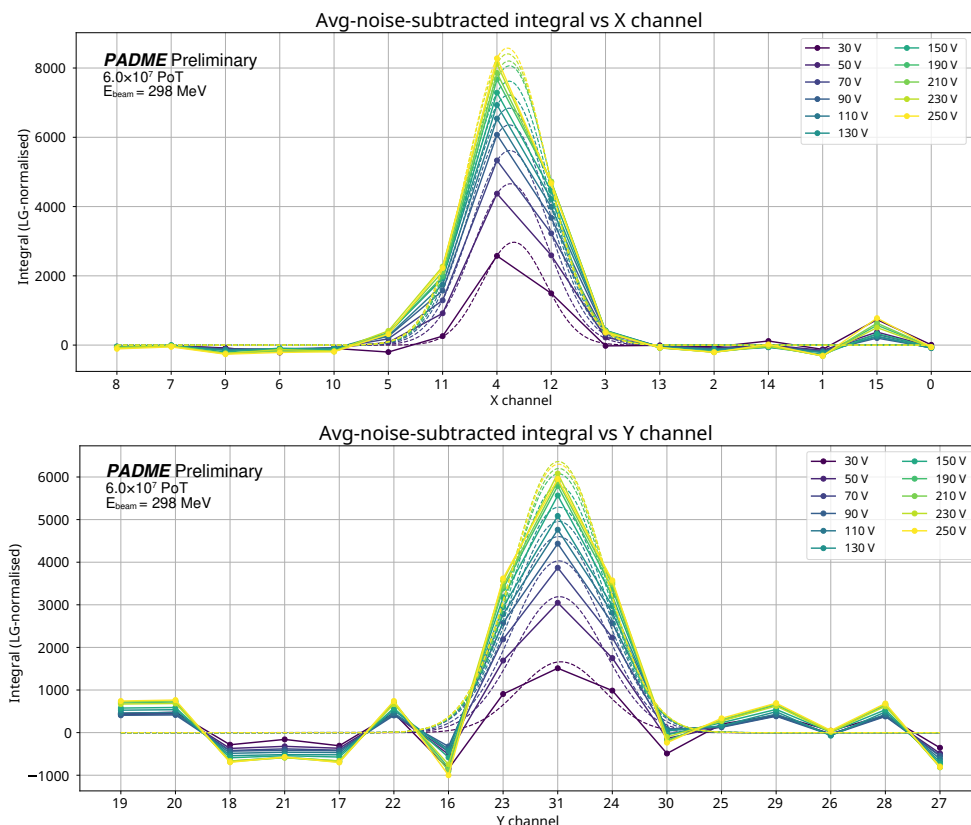 Avg-noise-subtracted integral vs X channel
PADME Preliminary
6.0×10⁷ PoT
E_beam = 298 MeV
30 V
50 V
70 V
90 V
110 V
130 V
150 V
190 V
210 V
230 V
250 V
Integral (LG-normalised)
8000
6000
4000
2000
0
8 7 9 6 10 5 11 4 12 3 13 2 14 1 15 0
X channel
Avg-noise-subtracted integral vs Y channel
PADME Preliminary
6.0×10⁷ PoT
E_beam = 298 MeV
30 V
50 V
70 V
90 V
110 V
130 V
150 V
190 V
210 V
230 V
250 V
Integral (LG-normalised)
6000
5000
4000
3000
2000
1000
0
−1000
19 20 18 21 17 22 16 23 31 24 30 25 29 26 28 27
Y channel